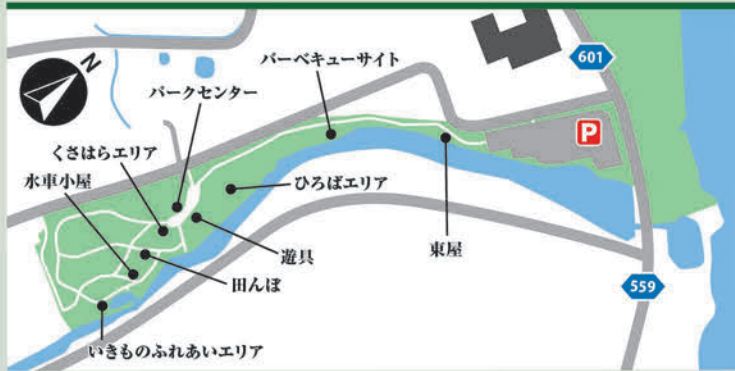 601
バーベキューサイト
N
パークセンター
P
くさはらエリア
水車小屋
ひろばエリア
遊具
東屋
田んぼ
559
いきものふれあいエリア